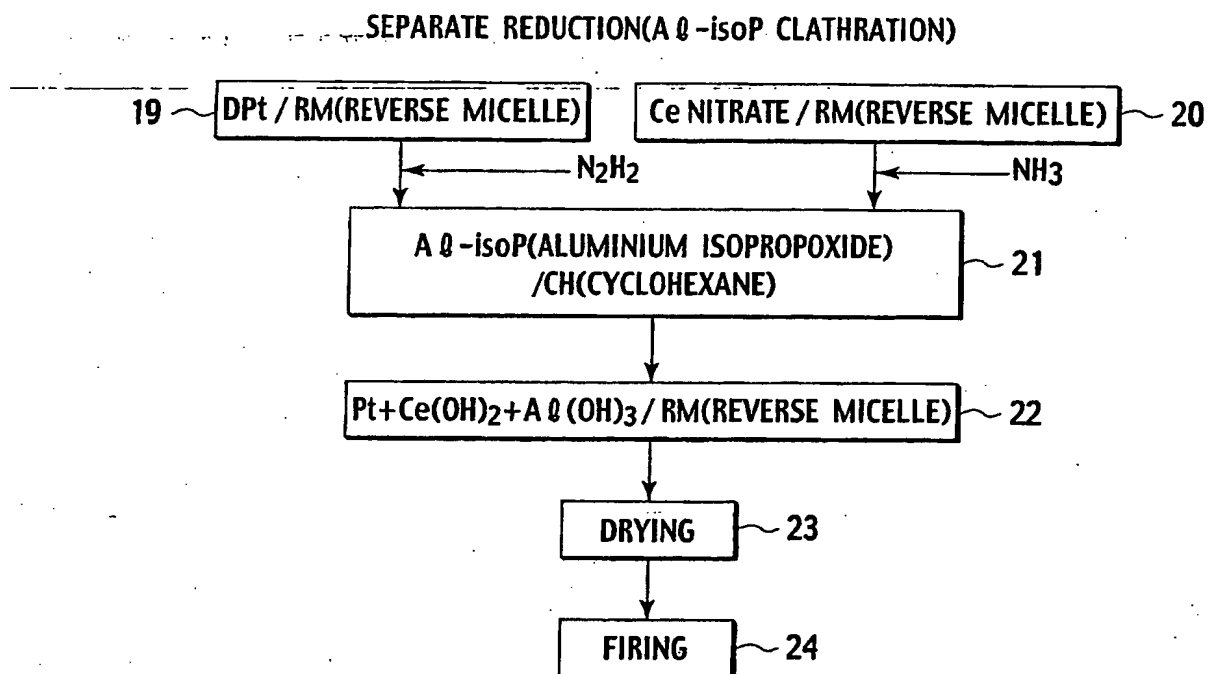 SEPARATE REDUCTION(Aℓ-isoP CLATHRATION)
19 DPt / RM(REVERSE MICELLE) Ce NITRATE / RM(REVERSE MICELLE) 20
N2H2 NH3
Aℓ-isoP(ALUMINIUM ISOPROPOXIDE)
/CH(CYCLOHEXANE) 21
Pt+Ce(OH)2+Aℓ(OH)3/RM(REVERSE MICELLE) 22
DRYING 23
FIRING 24